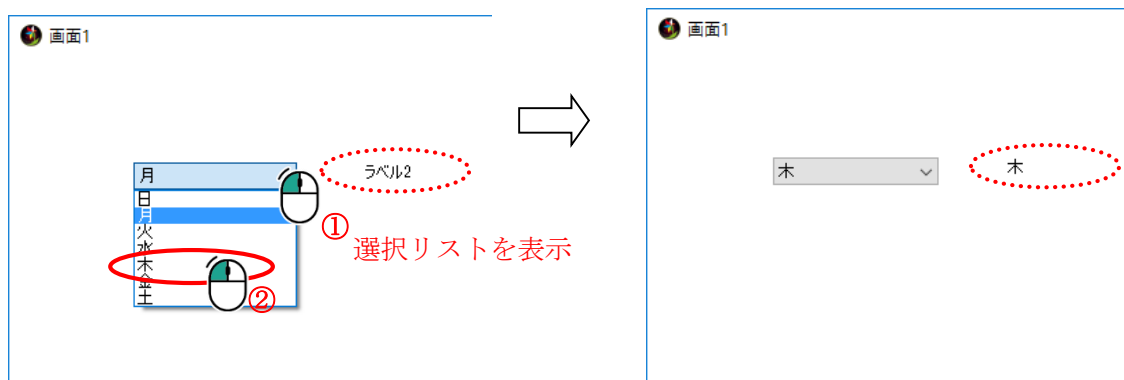 画面1
月
ラベル2
日
月
火
水
木
金
土
①
選択リストを表示
②
画面1
木
木